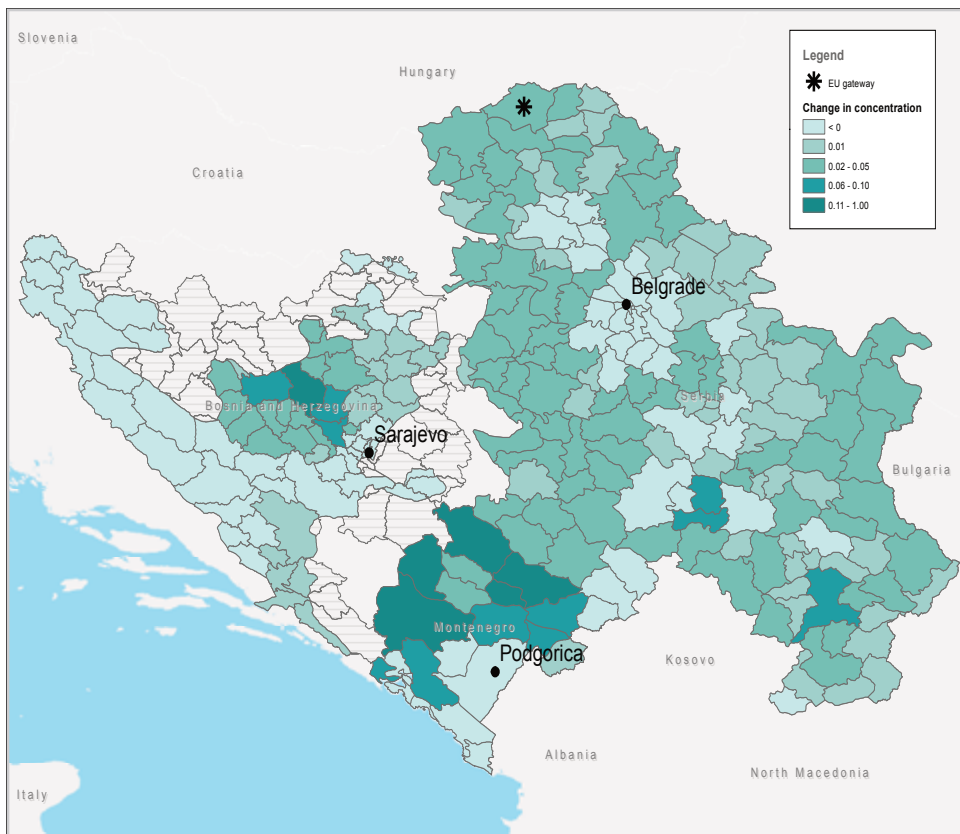 Slovenia
Hungary
Croatia
Legend
EU gateway
Change in concentration
< 0
0.01
0.02 - 0.05
0.06 - 0.10
0.11 - 1.00
Belgrade
Serbia
Bosnia and Herzegovina
Sarajevo
Bulgaria
Montenegro
Podgorica
Kosovo
Albania
North Macedonia
Italy